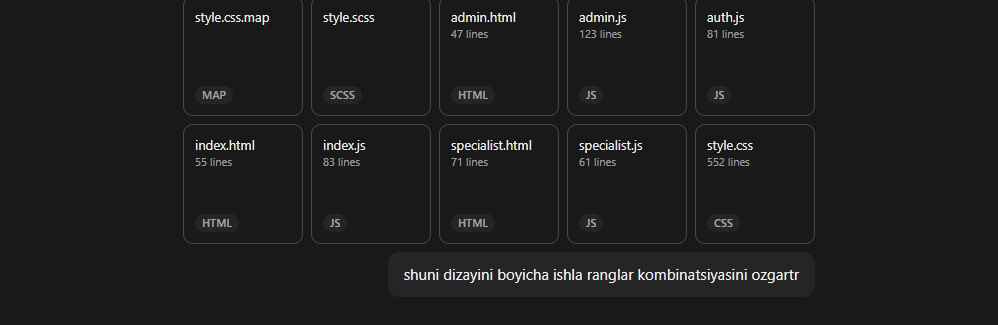 style.css.map
style.scss
admin.html
47 lines
admin.js
123 lines
auth.js
81 lines
MAP
SCSS
HTML
JS
JS
index.html
55 lines
index.js
83 lines
specialist.html
71 lines
specialist.js
61 lines
style.css
552 lines
HTML
JS
HTML
JS
CSS
shuni dizayini boyicha ishla ranglar kombinatsiyasini ozgartr